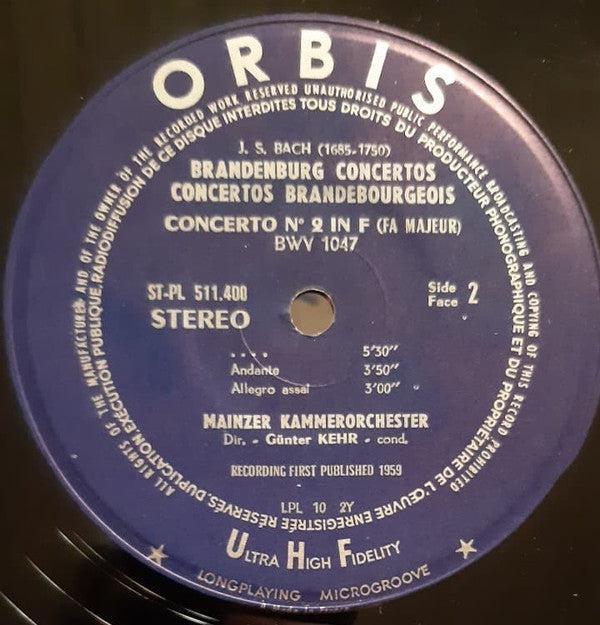 ORBIS
ALL RIGHTS OF THE MANUFACTURER AND OF THE OWNER OF THE RECORDED WORK RESERVED UNAUTHORISED PUBLIC PERFORMANCE BROADCASTING AND COPYING OF THIS RECORD PROHIBITED
TOUS DROITS DU PRODUCTEUR PHONOGRAPHIQUE ET DU PROPRIÉTAIRE DE L'ŒUVRE ENREGISTRÉE RÉSERVÉS, DUPLICATION, EXÉCUTION PUBLIQUE, RADIODIFFUSION DE CE DISQUE INTERDITES
J. S. BACH (1685-1750)
BRANDENBURG CONCERTOS
CONCERTOS BRANDEBOURGEOIS
CONCERTO N° 2 IN F (FA MAJEUR)
BWV 1047
ST-PL 511.400
STEREO
Side
Face 2
.... 5'30"
Andante 3'50"
Allegro assai 3'00"
MAINZER KAMMERORCHESTER
Dir. - Günter KEHR - cond.
RECORDING FIRST PUBLISHED 1959
LPL 10 2Y
ULTRA HIGH FIDELITY
LONGPLAYING MICROGROOVE